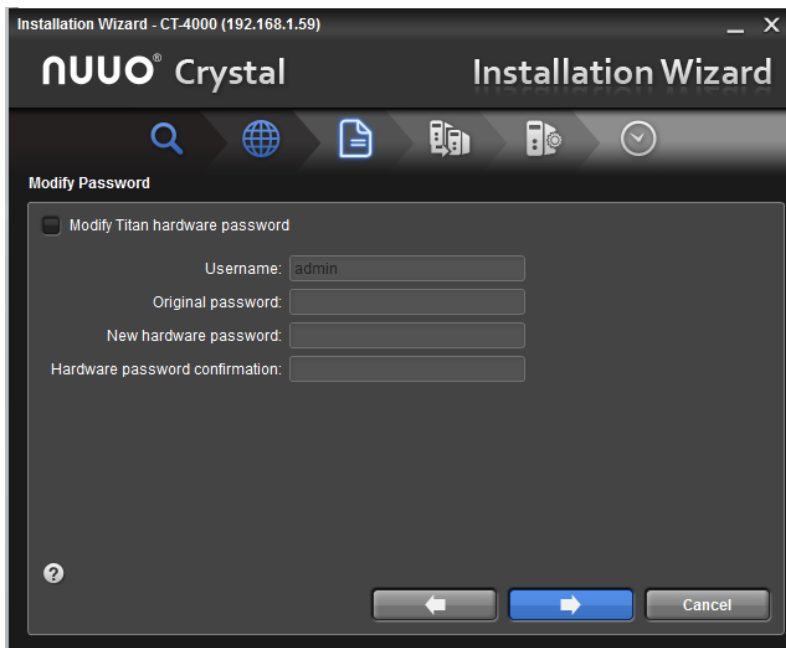 Installation Wizard - CT-4000 (192.168.1.59)
nuuo® Crystal
Installation Wizard
Modify Password
Modify Titan hardware password
Username: admin
Original password:
New hardware password:
Hardware password confirmation:
?
Cancel